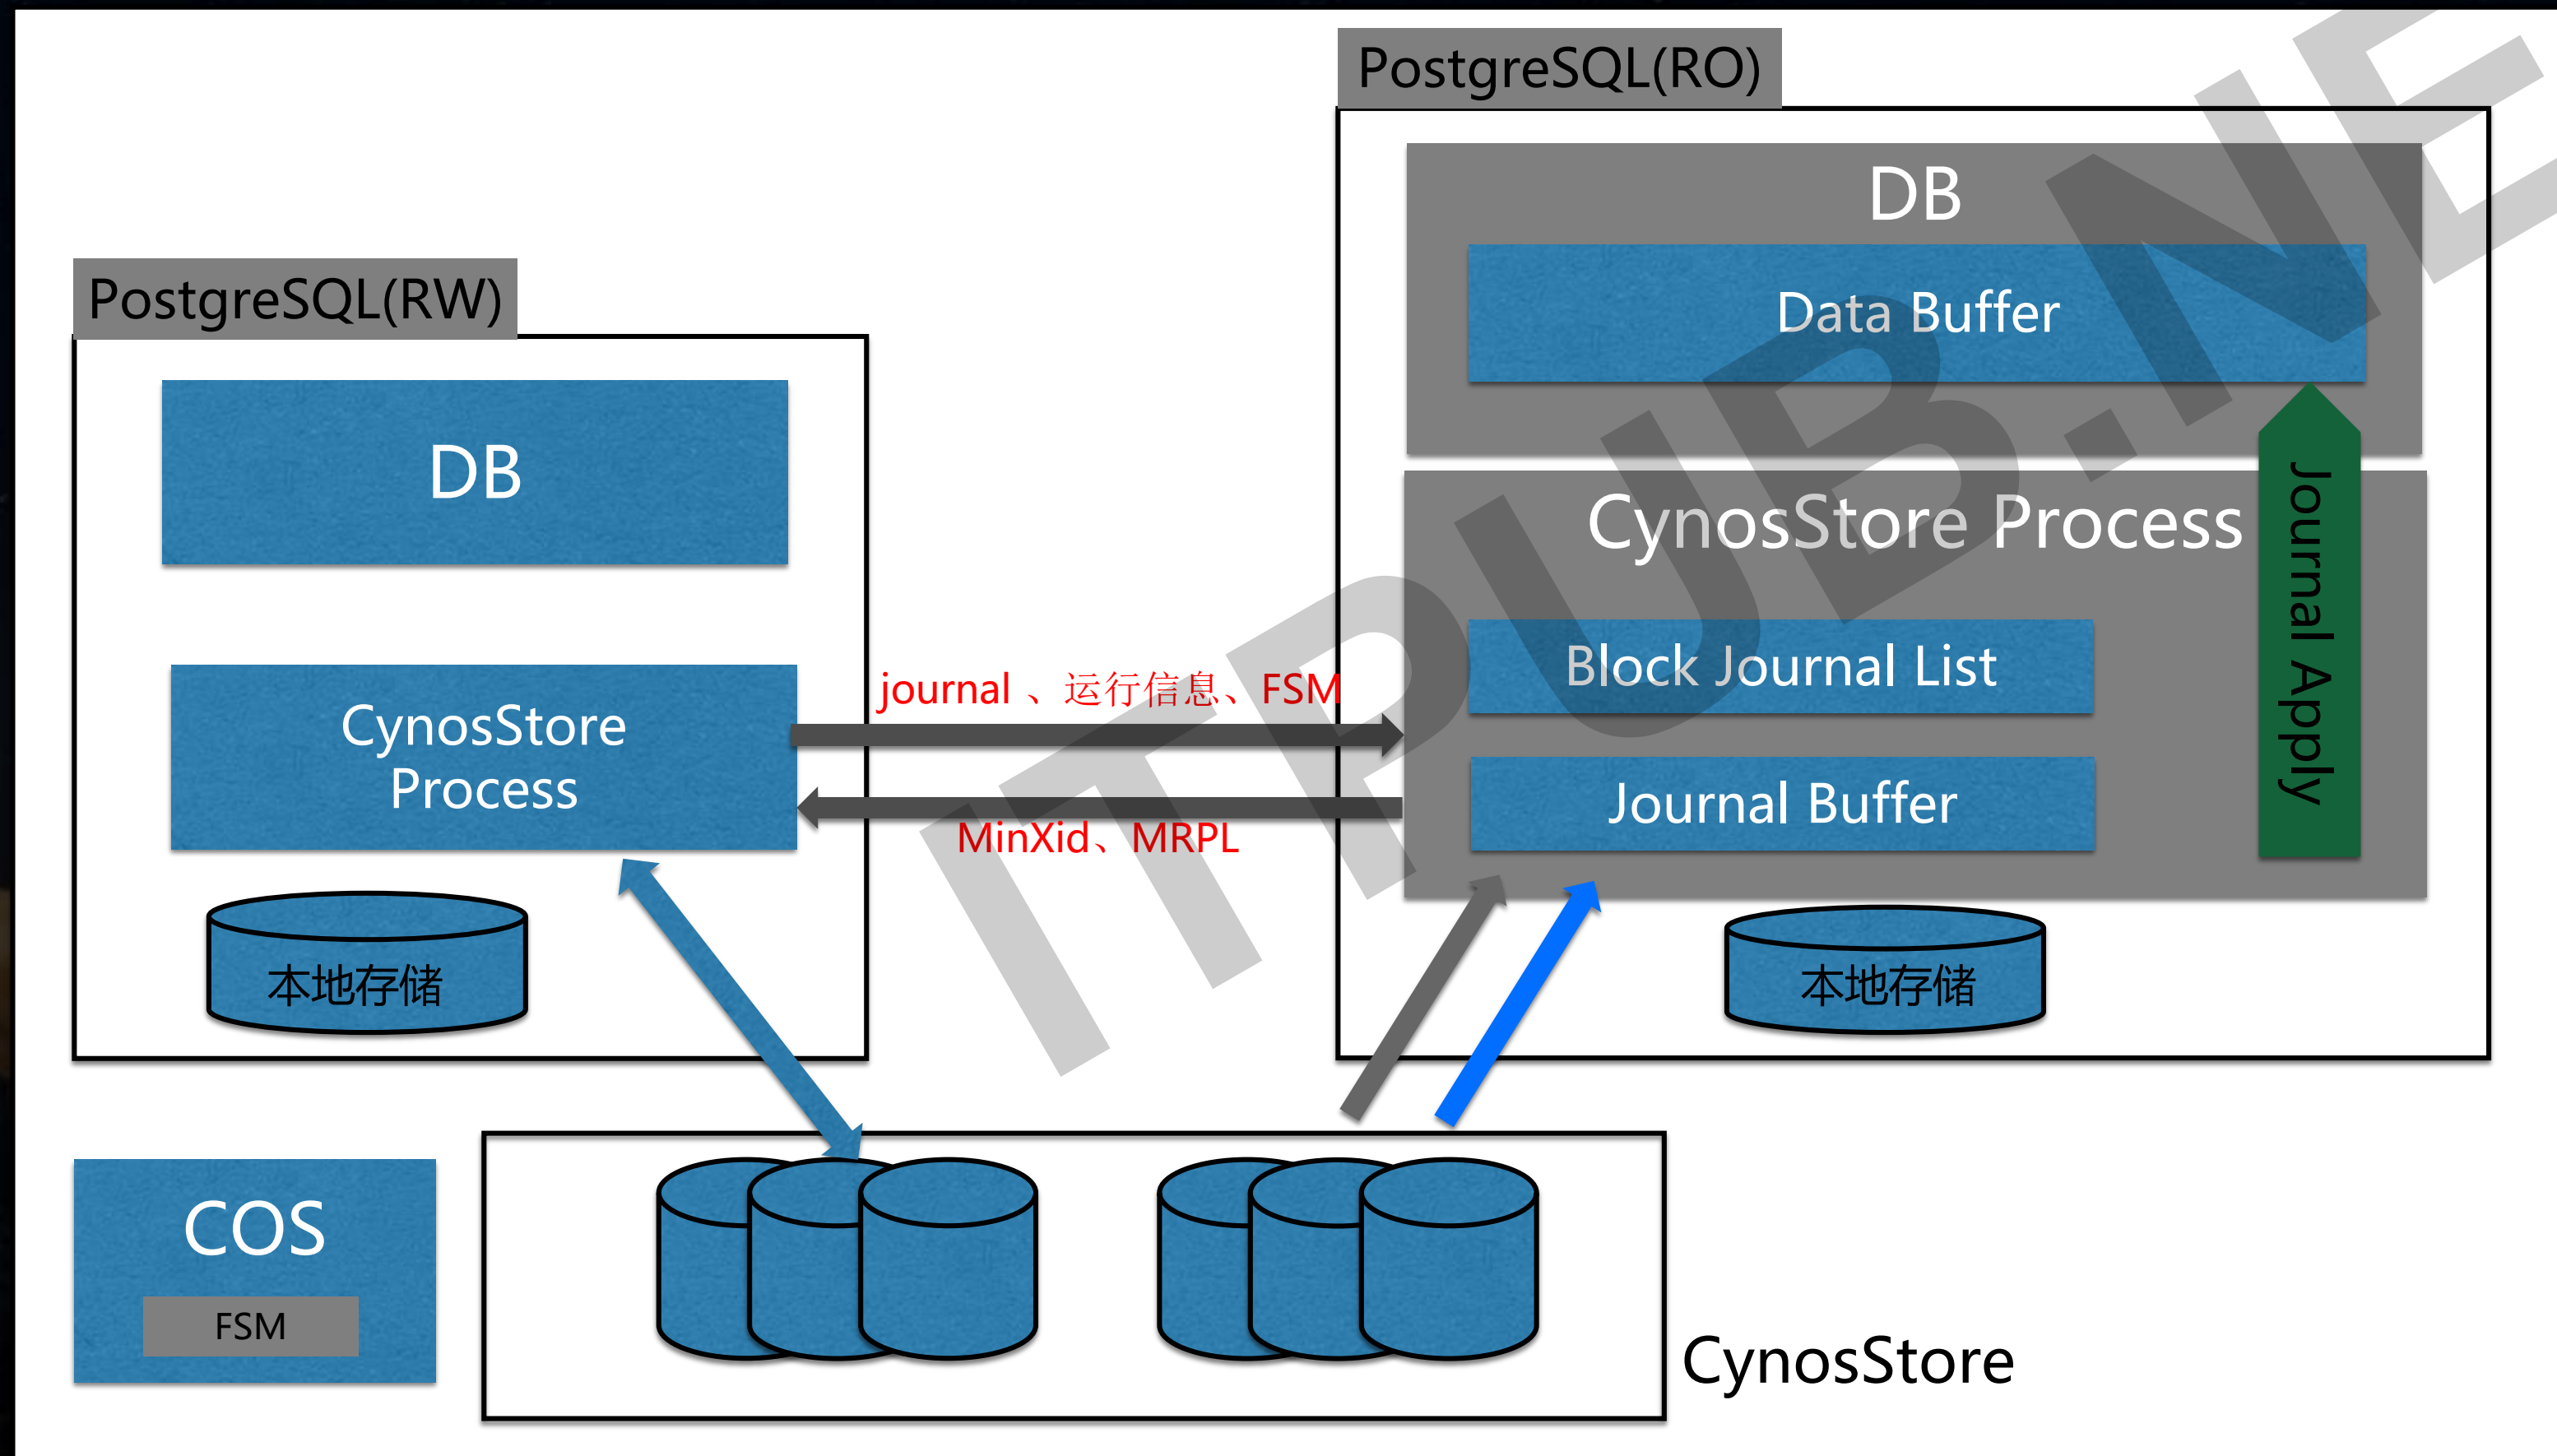 PostgreSQL(RO)
DB
Data Buffer
PostgreSQL(RW)
DB
CynosStore Process
Journal Apply
Block Journal List
Journal Buffer
journal 、运行信息、FSM
CynosStore
Process
MinXid、MRPL
本地存储
本地存储
COS
FSM
CynosStore
ITPUB.NE